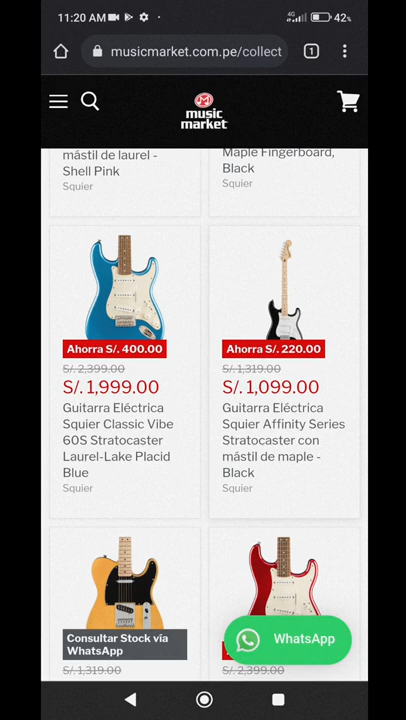 11:20 AM
4G
42%
musicmarket.com.pe/collect
1
music
market
mástil de laurel -
Shell Pink
Squier
Maple Fingerboard,
Black
Squier
Ahorra S/. 400.00
S/. 2,399.00
S/. 1,999.00
Guitarra Eléctrica
Squier Classic Vibe
60S Stratocaster
Laurel-Lake Placid
Blue
Squier
Ahorra S/. 220.00
S/. 1,319.00
S/. 1,099.00
Guitarra Eléctrica
Squier Affinity Series
Stratocaster con
mástil de maple -
Black
Squier
Consultar Stock vía
WhatsApp
S/. 1,319.00
WhatsApp
S/. 2,399.00